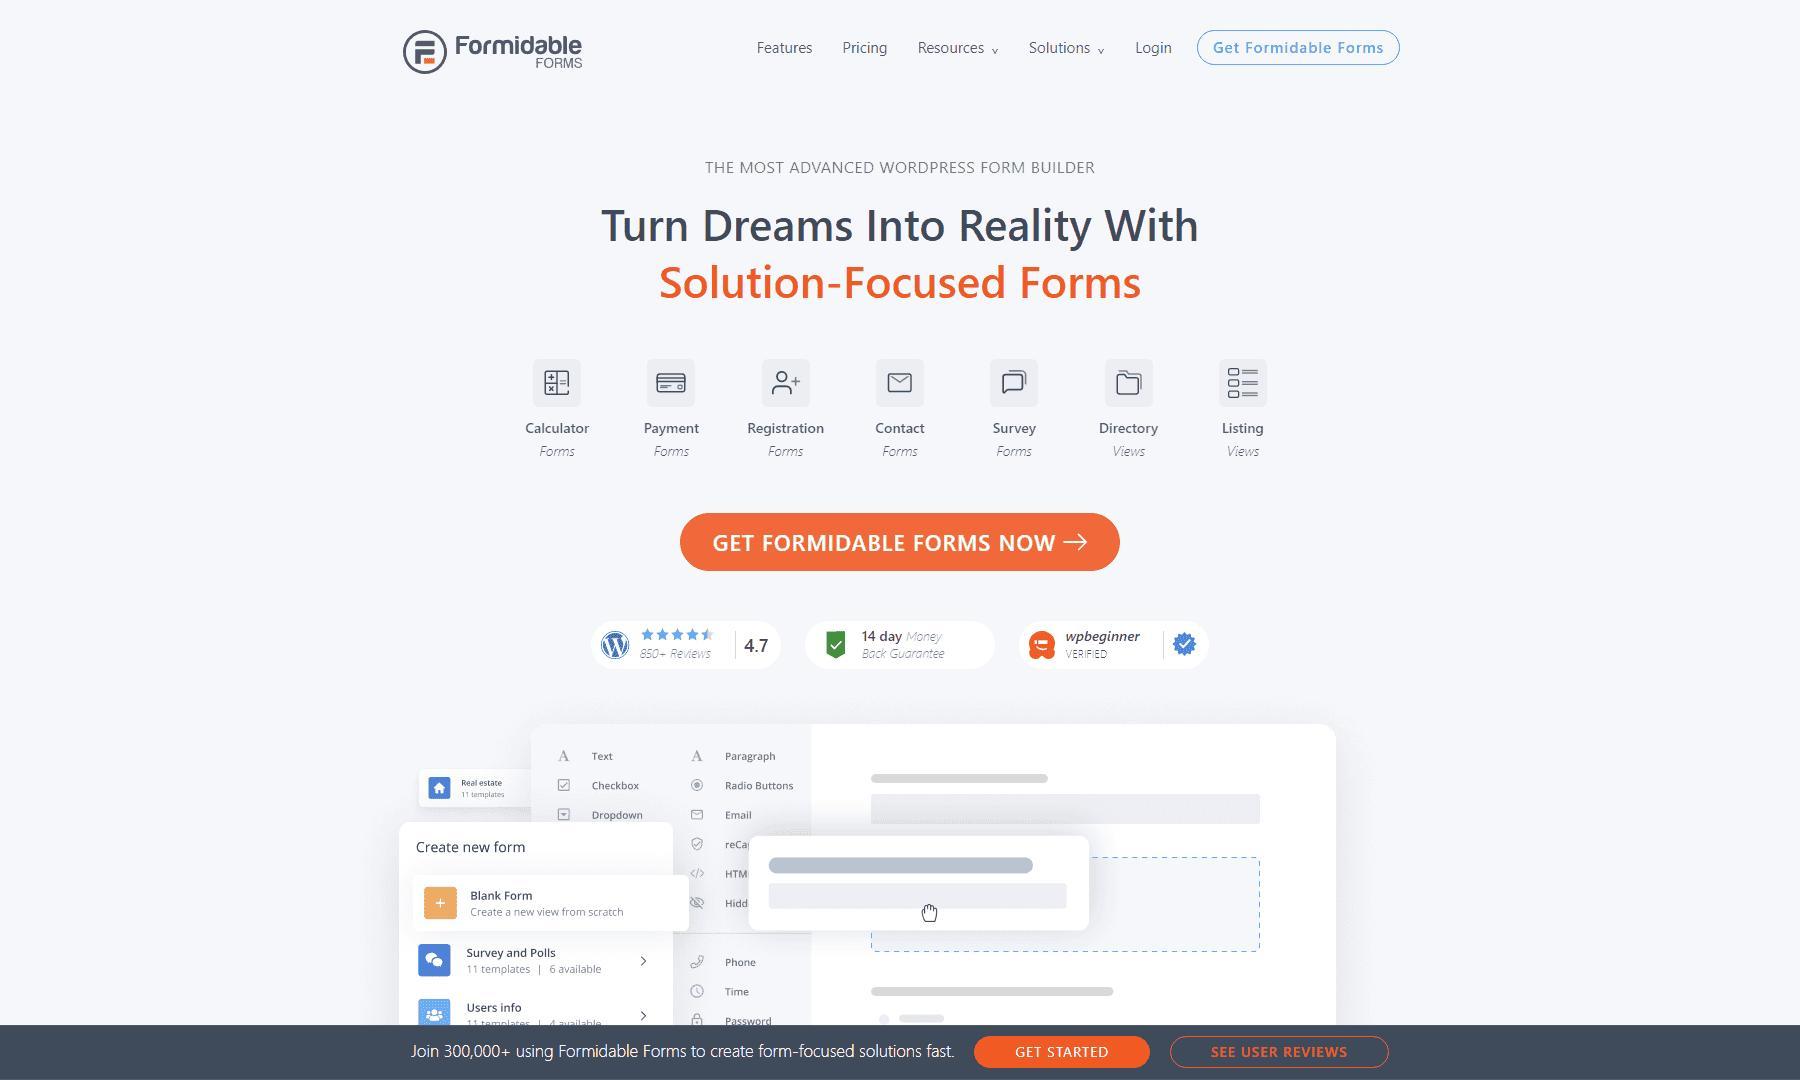 Formidable
FORMS
Features
Pricing
Resources v
Solutions v
Login
Get Formidable Forms
THE MOST ADVANCED WORDPRESS FORM BUILDER
Turn Dreams Into Reality With
Solution-Focused Forms
Calculator
Forms
Payment
Forms
Registration
Forms
Contact
Forms
Survey
Forms
Directory
Views
Listing
Views
GET FORMIDABLE FORMS NOW →
850+ Reviews
4.7
14 day Money
Back Guarantee
wpbeginner
VERIFIED
Real estate
11 templates
Text
Checkbox
Dropdown
Paragraph
Radio Buttons
Email
reCa
HTM
Hidd
Phone
Time
Password
Create new form
Blank Form
Create a new view from scratch
Survey and Polls
11 templates | 6 available
Users info
11 templates | 4 available
Join 300,000+ using Formidable Forms to create form-focused solutions fast.
GET STARTED
SEE USER REVIEWS